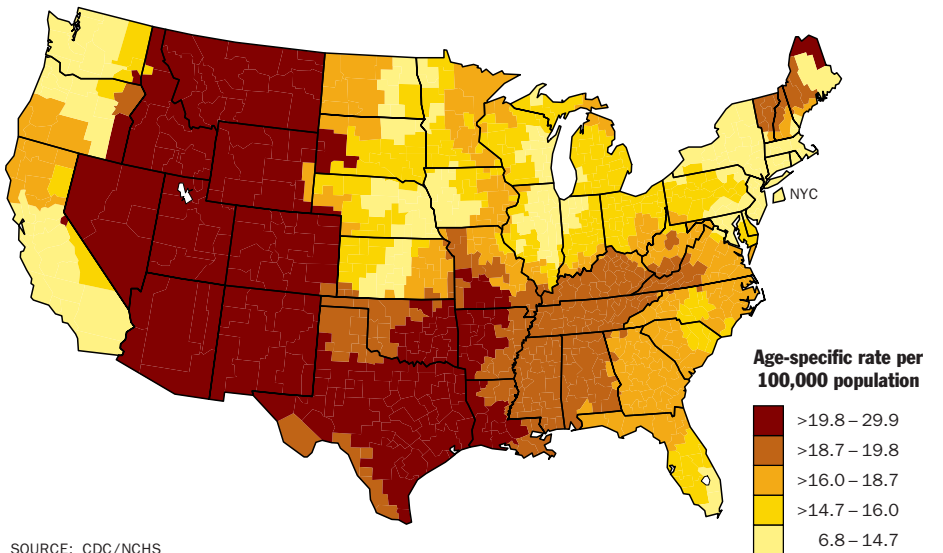 NYC
Age-specific rate per
100,000 population
>19.8 – 29.9
>18.7 – 19.8
>16.0 – 18.7
>14.7 – 16.0
6.8 – 14.7
SOURCE: CDC/NCHS